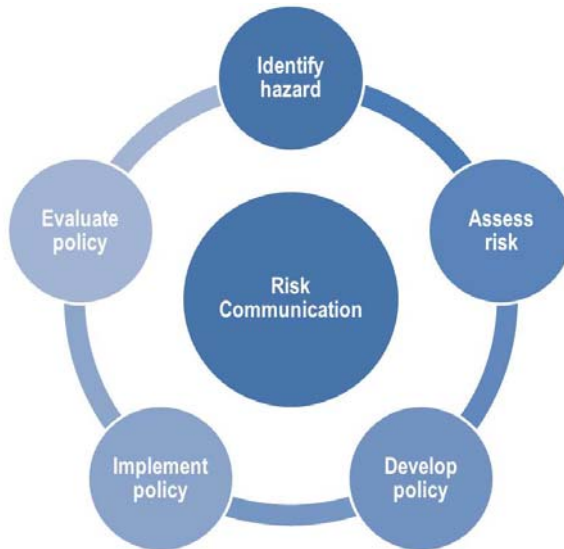 Identify
hazard
Assess
risk
Develop
policy
Implement
policy
Evaluate
policy
Risk
Communication